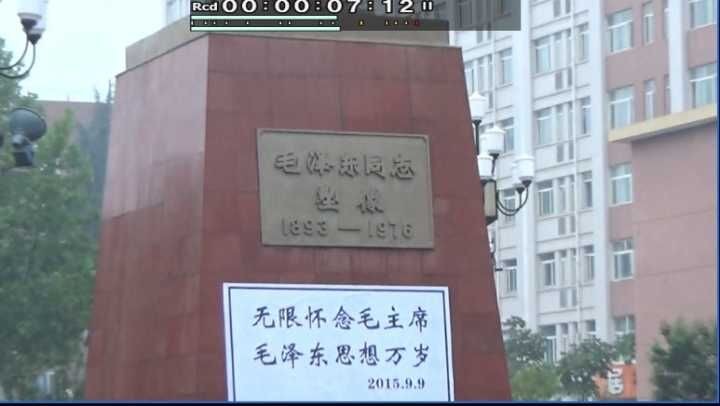 Rcd 00:00:07:12
毛泽东同志
塑像
1893—1976
无限怀念毛主席
毛泽东思想万岁
2015.9.9